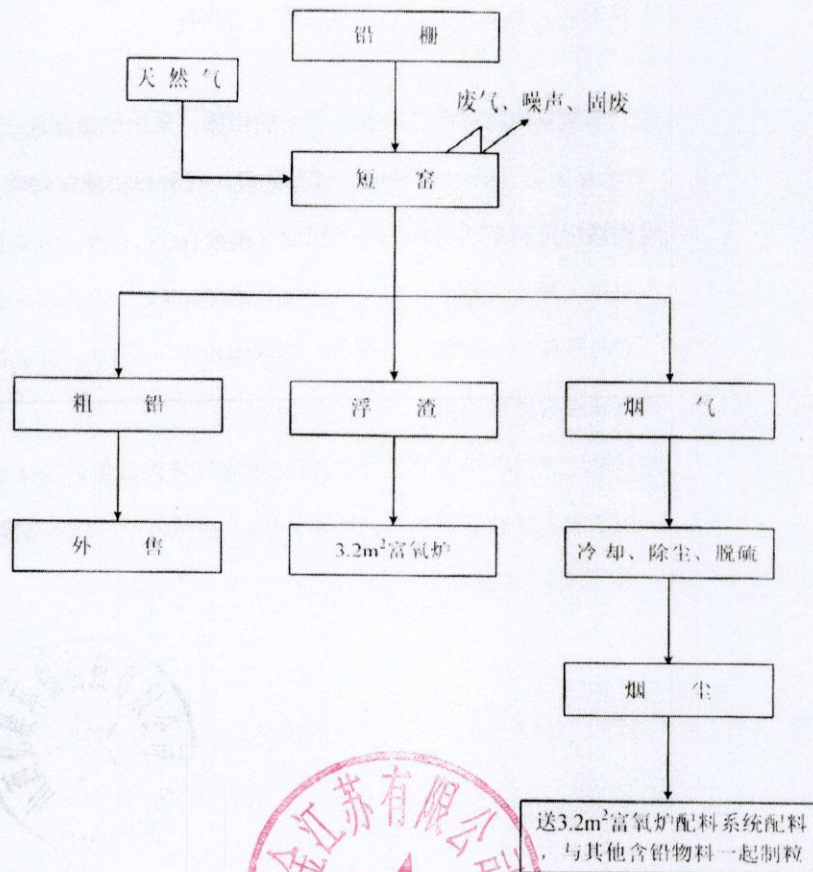 铅 栅
天 然 气
废气、噪声、固废
短 窑
粗 铅
浮 渣
烟 气
外 售
3.2m²富氧炉
冷 却、除尘、脱硫
烟 尘
送3.2m²富氧炉配料系统配料
，与其他含铅物料一起制粒
江苏有限公司